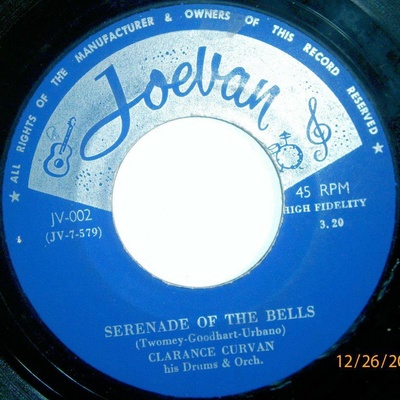 ALL RIGHTS OF THE MANUFACTURER & OWNERS OF THIS RECORD RESERVED
Joevan
JV-002
(JV-7-579)
45 RPM
HIGH FIDELITY
3.20
SERENADE OF THE BELLS
(Twomey-Goodhart-Urbano)
CLARANCE CURVAN
his Drums & Orch.
12/26/20